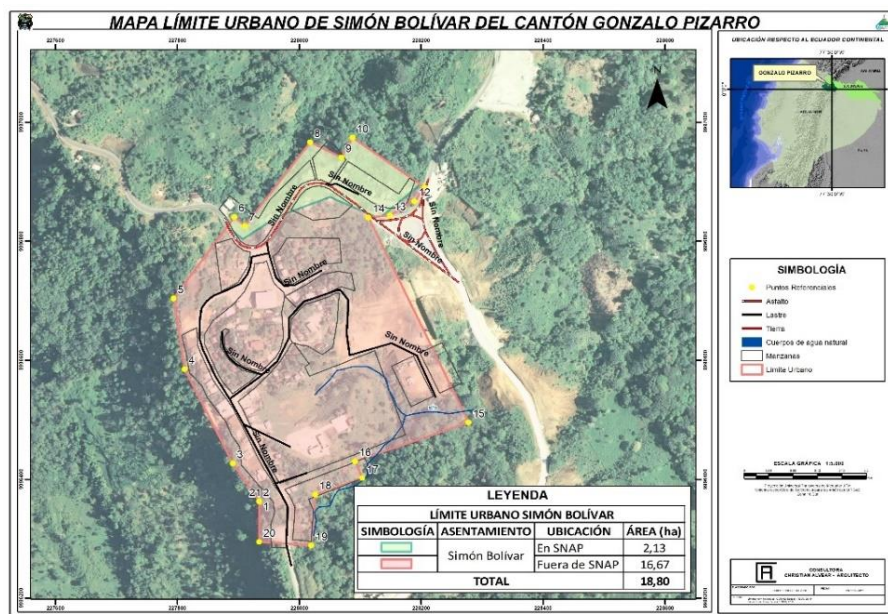 MAPA LÍMITE URBANO DE SIMÓN BOLÍVAR DEL CANTÓN GONZALO PIZARRO
227600 227800 228000 228200 228400 228600
UBICACIÓN RESPECTO AL ECUADOR CONTINENTAL
GONZALO PIZARRO
8
10
9
Sin Nombre
12
13
14
Sin Nombre
6
7
Sin Nombre
Sin Nombre
5
Sin Nombre
Sin Nombre
Sin Nombre
4
15
Sin Nombre
3
16
17
18
21
2
1
20
19
SIMBOLOGÍA
Puntos Referenciales
Asfalto
Lastre
Tierra
Cuerpos de agua natural
Manzanas
Límite Urbano
ESCALA GRÁFICA
LEYENDA
LÍMITE URBANO SIMÓN BOLÍVAR
SIMBOLOGÍA ASENTAMIENTO UBICACIÓN ÁREA (ha)
Simón Bolívar En SNAP 2,13
Fuera de SNAP 16,67
TOTAL 18,80
CONSULTORA
CHRISTIAN ALVEAR - ARQUITECTO